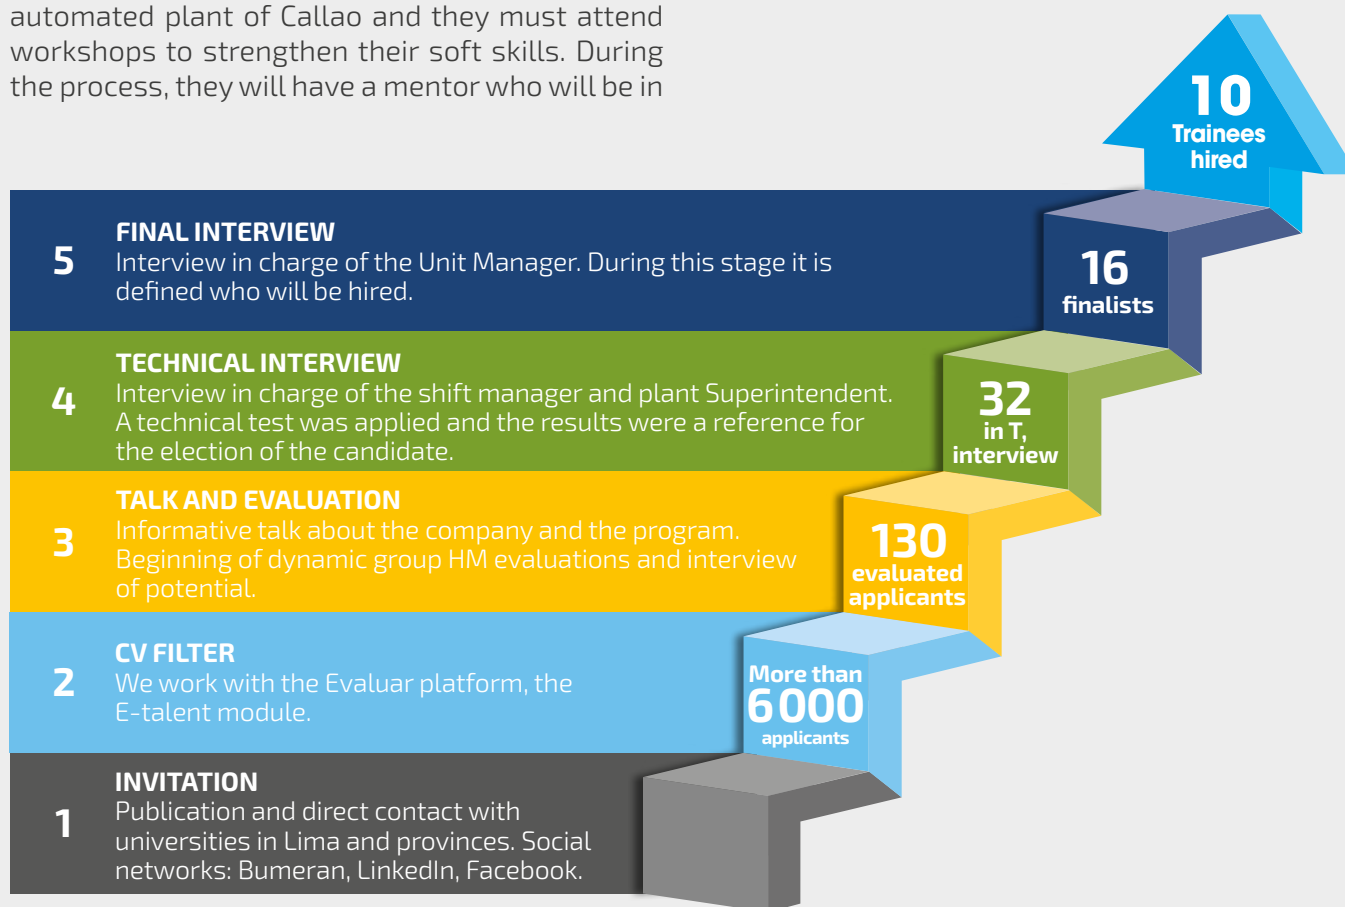 automated plant of Callao and they must attend
workshops to strengthen their soft skills. During
the process, they will have a mentor who will be in
10
Trainees
hired
5
FINAL INTERVIEW
Interview in charge of the Unit Manager. During this stage it is
defined who will be hired.
16
finalists
4
TECHNICAL INTERVIEW
Interview in charge of the shift manager and plant Superintendent.
A technical test was applied and the results were a reference for
the election of the candidate.
32
in T,
interview
3
TALK AND EVALUATION
Informative talk about the company and the program.
Beginning of dynamic group HM evaluations and interview
of potential.
130
evaluated
applicants
2
CV FILTER
We work with the Evaluar platform, the
E-talent module.
More than
6 000
applicants
1
INVITATION
Publication and direct contact with
universities in Lima and provinces. Social
networks: Bumeran, LinkedIn, Facebook.